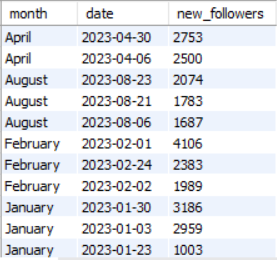 month date new_followers
April 2023-04-30 2753
April 2023-04-06 2500
August 2023-08-23 2074
August 2023-08-21 1783
August 2023-08-06 1687
February 2023-02-01 4106
February 2023-02-24 2383
February 2023-02-02 1989
January 2023-01-30 3186
January 2023-01-03 2959
January 2023-01-23 1003